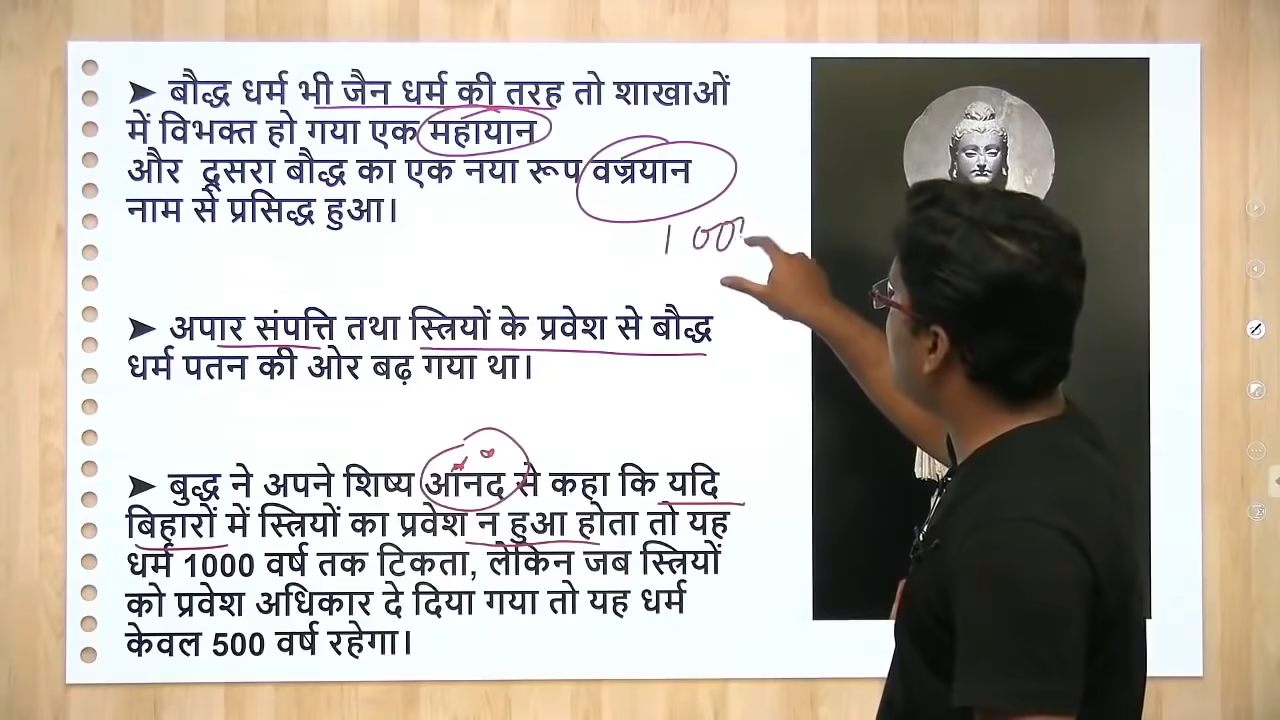 ➤ बौद्ध धर्म भी जैन धर्म की तरह तो शाखाओं
में विभक्त हो गया एक महायान
और दूसरा बौद्ध का एक नया रूप वज्रयान
नाम से प्रसिद्ध हुआ।
100
➤ अपार संपत्ति तथा स्त्रियों के प्रवेश से बौद्ध
धर्म पतन की ओर बढ़ गया था।
➤ बुद्ध ने अपने शिष्य आंनद से कहा कि यदि
बिहारों में स्त्रियों का प्रवेश न हुआ होता तो यह
धर्म 1000 वर्ष तक टिकता, लेकिन जब स्त्रियों
को प्रवेश अधिकार दे दिया गया तो यह धर्म
केवल 500 वर्ष रहेगा।